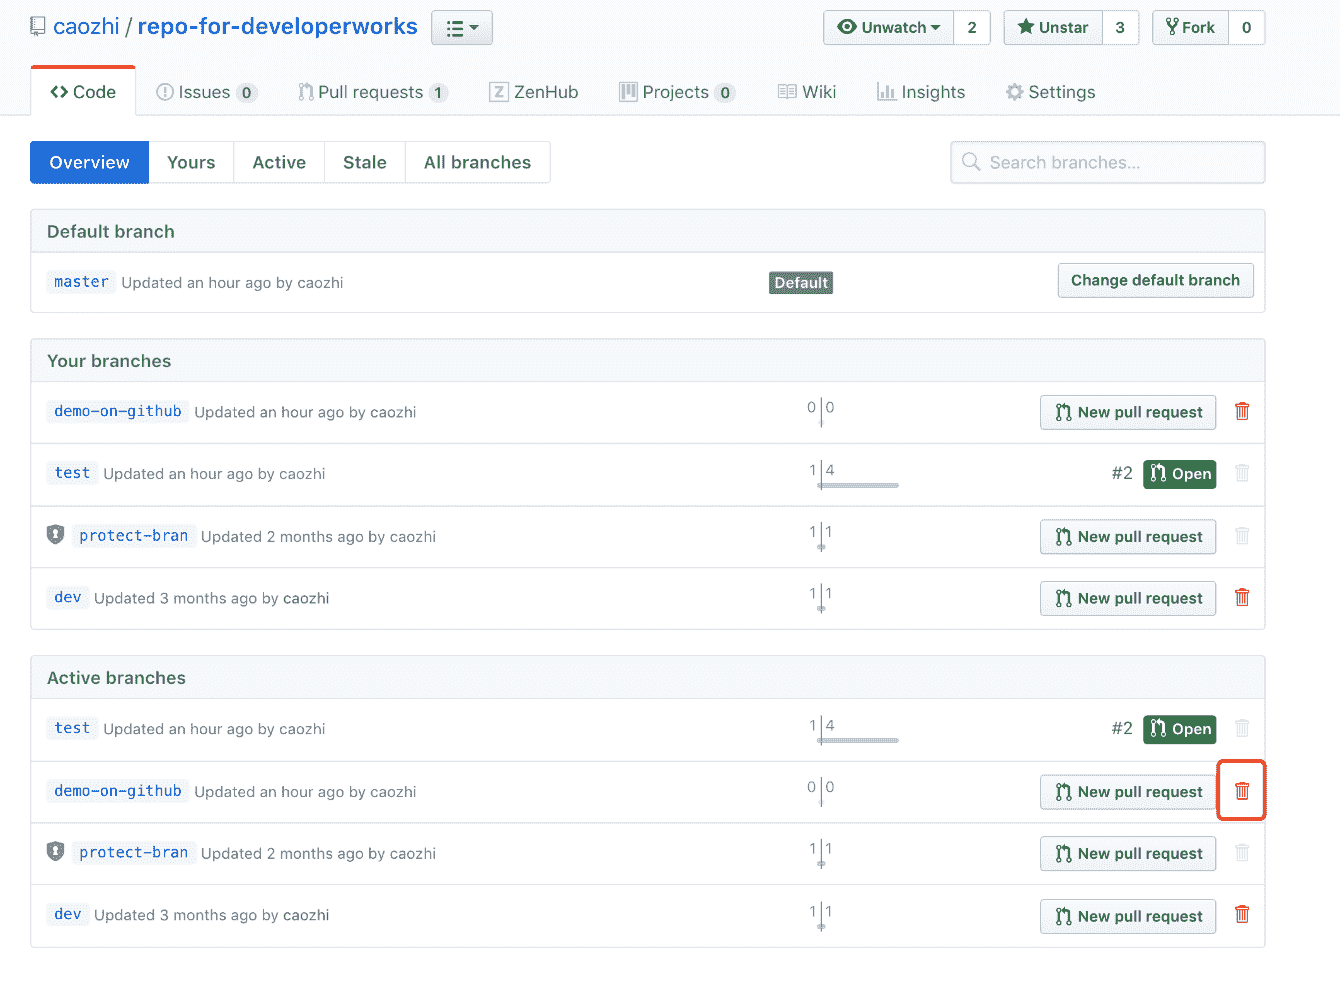 caozhi / repo-for-developerworks
Unwatch 2 Unstar 3 Fork 0
Code Issues 0 Pull requests 1 ZenHub Projects 0 Wiki Insights Settings
Overview Yours Active Stale All branches Search branches...
Default branch
master Updated an hour ago by caozhi Default Change default branch
Your branches
demo-on-github Updated an hour ago by caozhi 0 0 New pull request
test Updated an hour ago by caozhi 1 4 #2 Open
protect-bran Updated 2 months ago by caozhi 1 1 New pull request
dev Updated 3 months ago by caozhi 1 1 New pull request
Active branches
test Updated an hour ago by caozhi 1 4 #2 Open
demo-on-github Updated an hour ago by caozhi 0 0 New pull request
protect-bran Updated 2 months ago by caozhi 1 1 New pull request
dev Updated 3 months ago by caozhi 1 1 New pull request